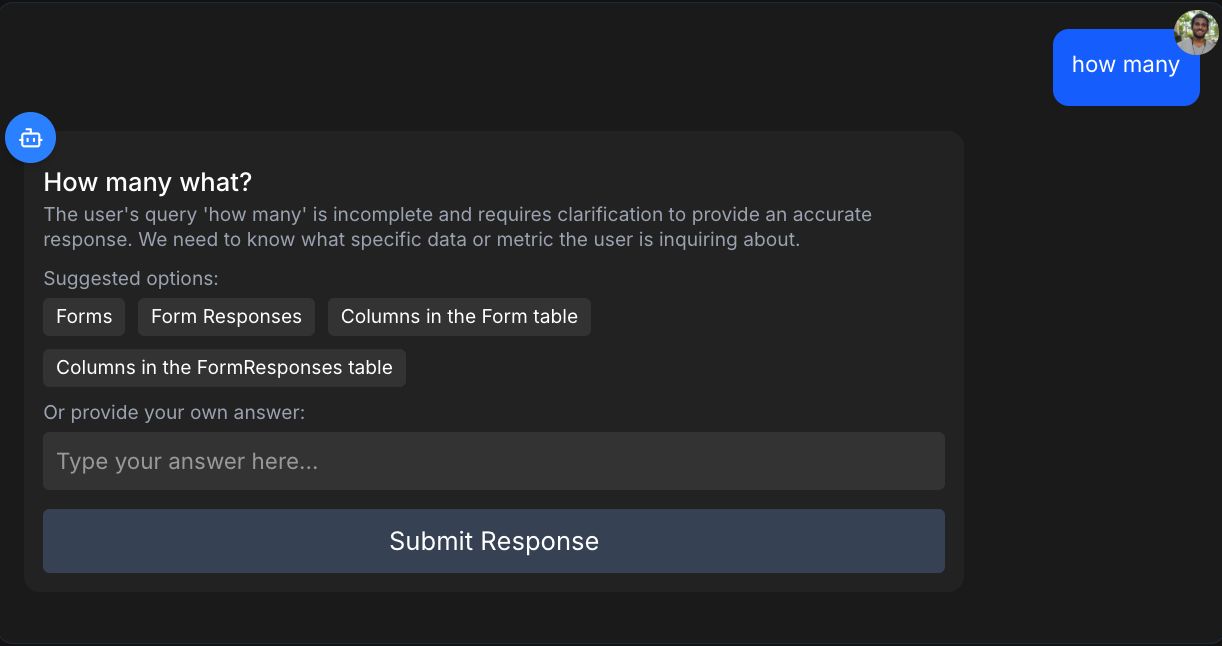 how many
How many what?
The user's query 'how many' is incomplete and requires clarification to provide an accurate
response. We need to know what specific data or metric the user is inquiring about.
Suggested options:
Forms Form Responses Columns in the Form table
Columns in the FormResponses table
Or provide your own answer:
Type your answer here...
Submit Response